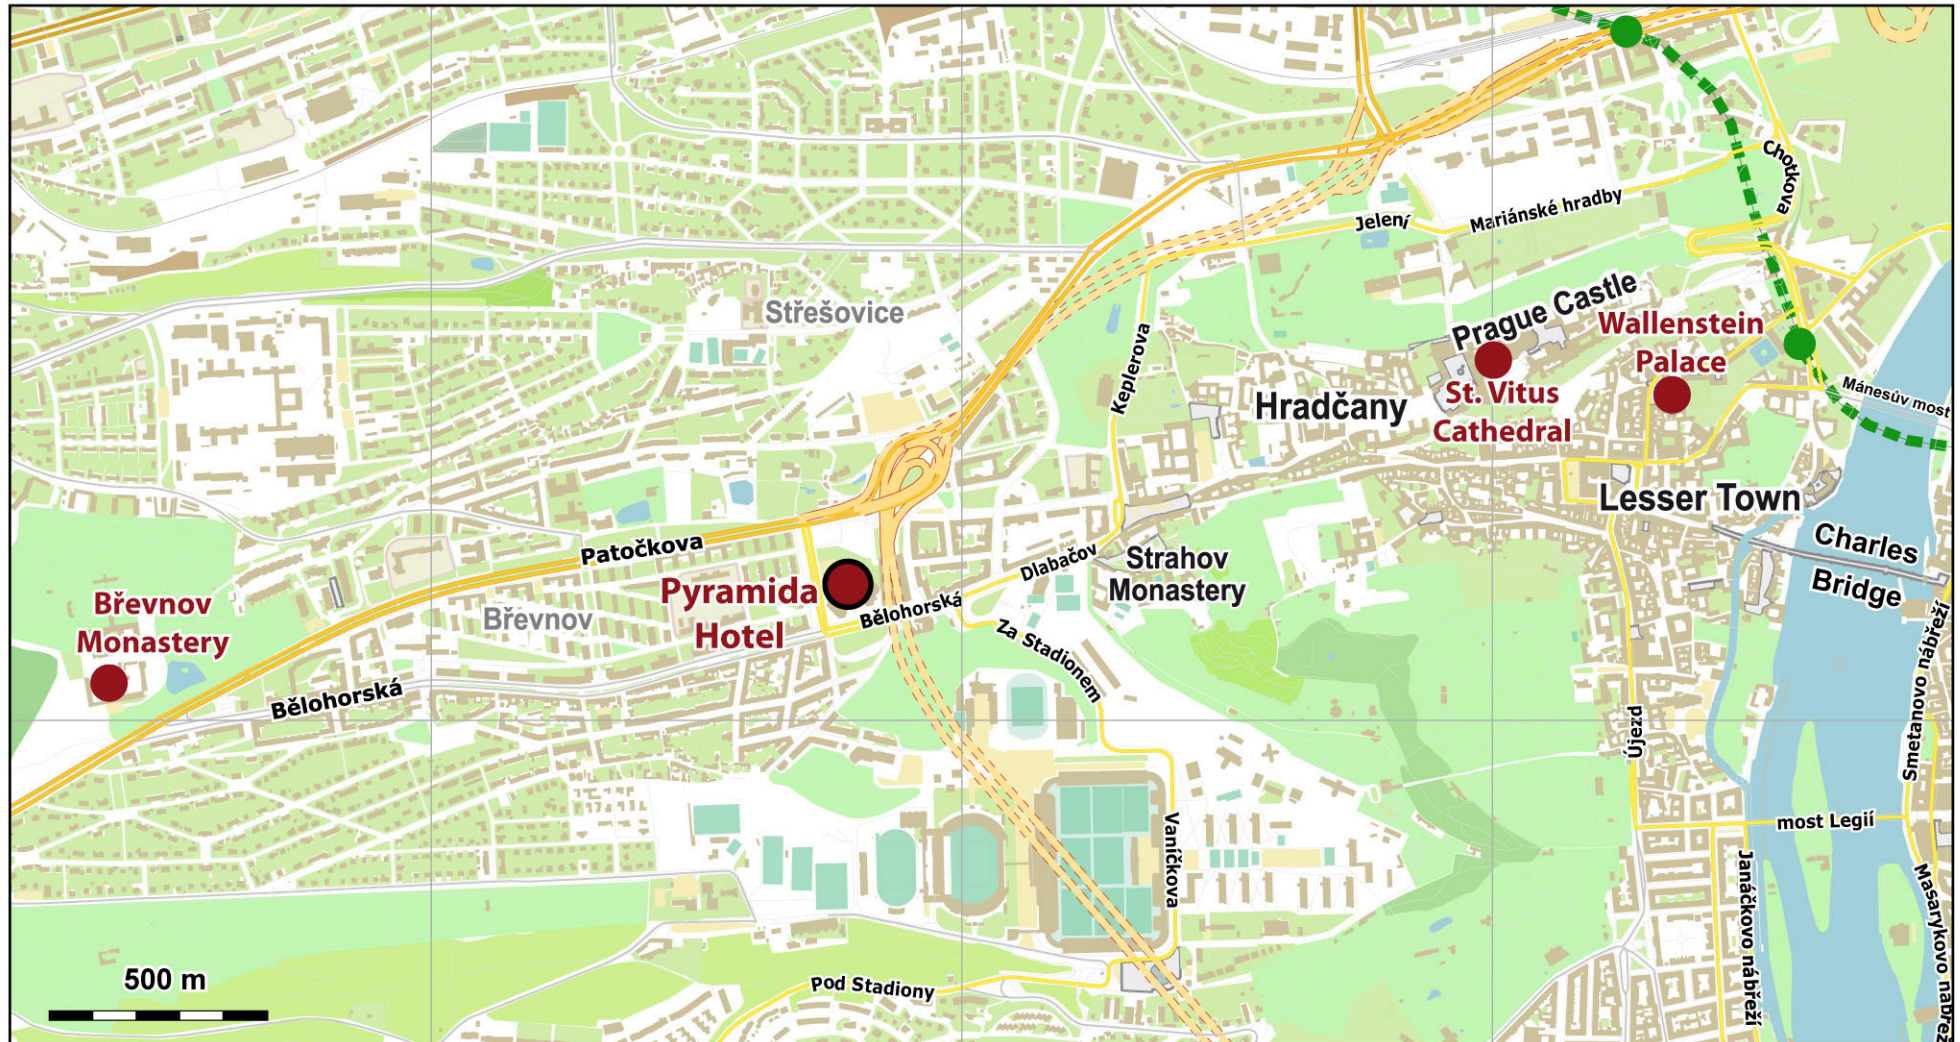 Chotkova
Jelení
Mariánské hradby
Střešovice
Prague Castle
Wallenstein
Palace
Keplerova
Hradčany
St. Vitus
Cathedral
Mánesův most
Lesser Town
Patočkova
Charles
Bridge
Dlabačov
Strahov
Monastery
Pyramida
Hotel
Bělohorská
Břevnov
Monastery
Břevnov
Za Stadionem
Bělohorská
Újezd
Smetanovo nábřeží
most Legií
Vaníčkova
Janáčkovo nábřeží
Masarykovo nábřež
Pod Stadiony
500 m